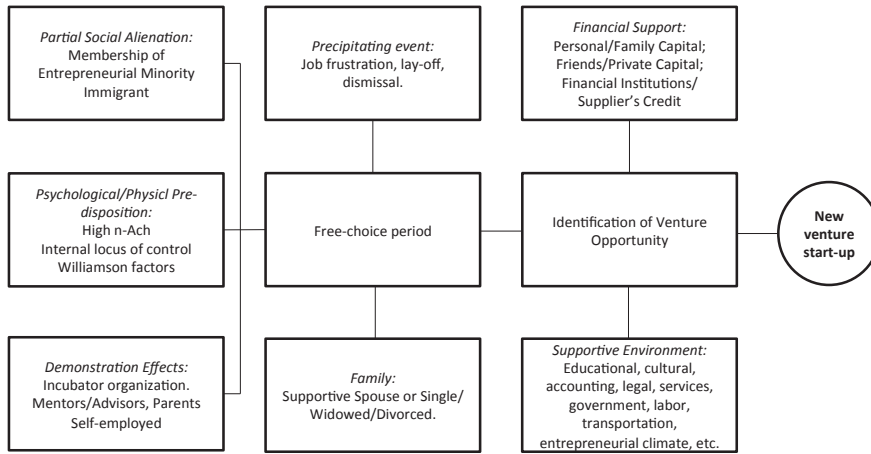 Partial Social Alienation:
Membership of
Entrepreneurial Minority
Immigrant
Precipitating event:
Job frustration, lay-off,
dismissal.
Financial Support:
Personal/Family Capital;
Friends/Private Capital;
Financial Institutions/
Supplier's Credit
Psychological/Physicl Pre-
disposition:
High n-Ach
Internal locus of control
Williamson factors
Free-choice period
Identification of Venture
Opportunity
New
venture
start-up
Demonstration Effects:
Incubator organization.
Mentors/Advisors, Parents
Self-employed
Family:
Supportive Spouse or Single/
Widowed/Divorced.
Supportive Environment:
Educational, cultural,
accounting, legal, services,
government, labor,
transportation,
entrepreneurial climate, etc.